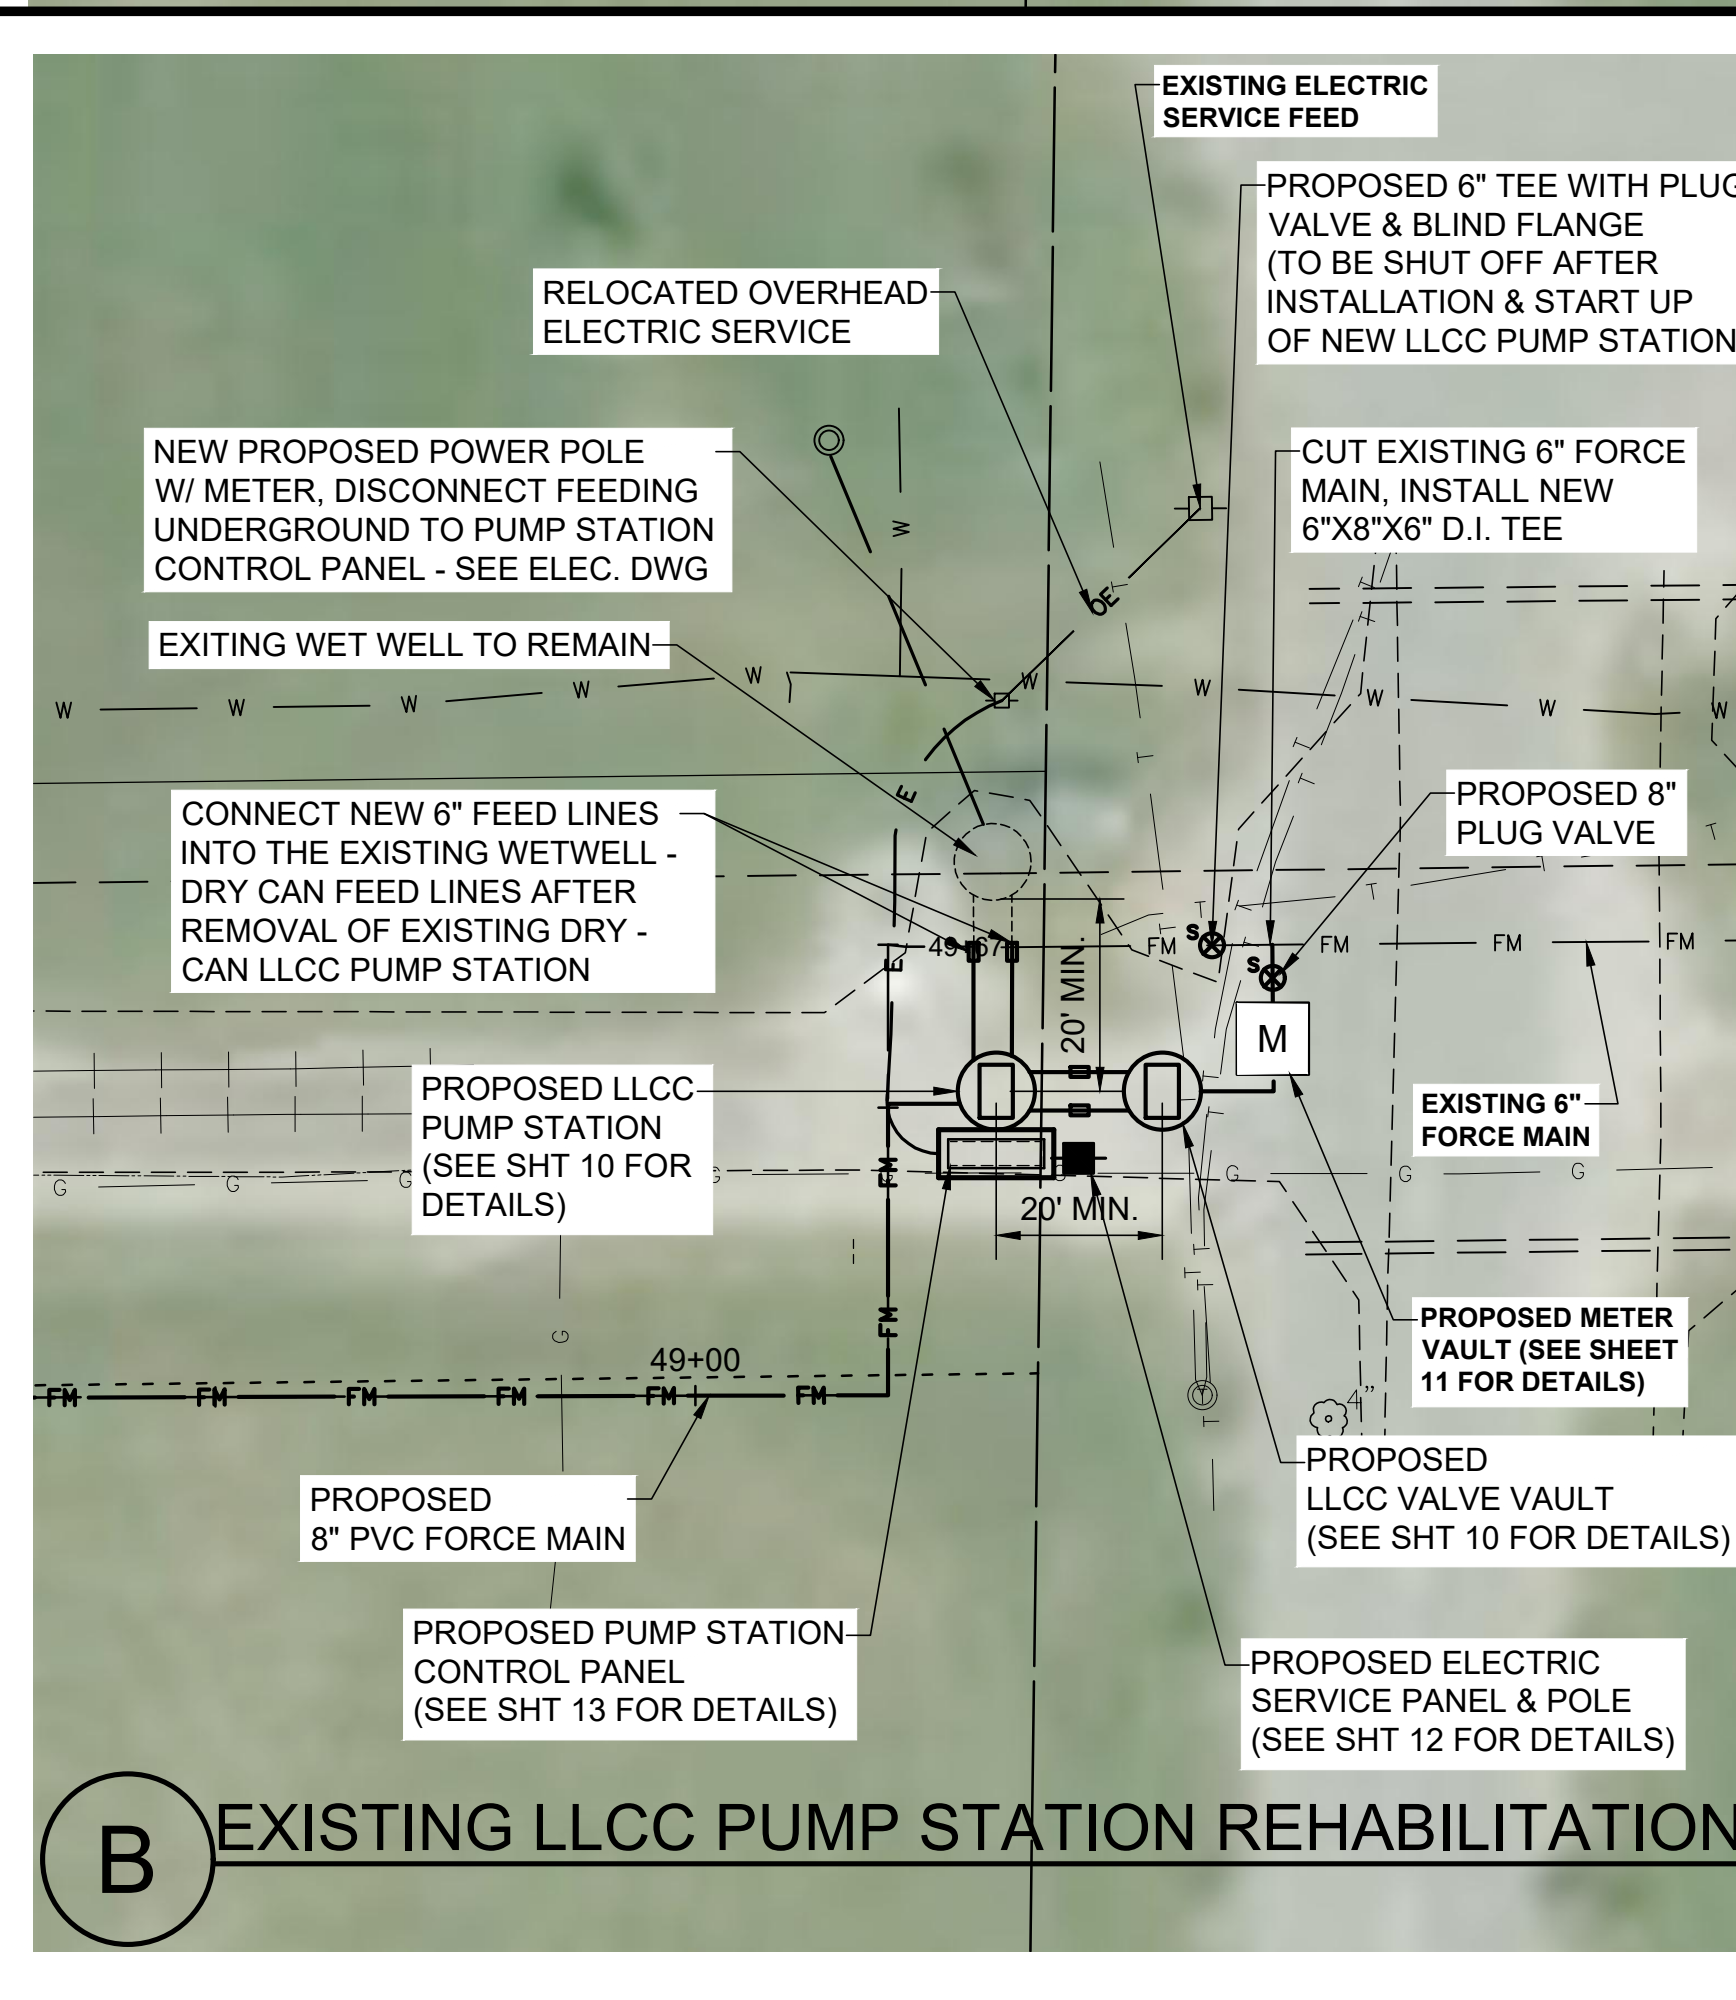 EXISTING ELECTRIC
SERVICE FEED
PROPOSED 6" TEE WITH PLUG
VALVE & BLIND FLANGE
(TO BE SHUT OFF AFTER
INSTALLATION & START UP
OF NEW LLCC PUMP STATION
RELOCATED OVERHEAD
ELECTRIC SERVICE
NEW PROPOSED POWER POLE
W/ METER, DISCONNECT FEEDING
UNDERGROUND TO PUMP STATION
CONTROL PANEL - SEE ELEC. DWG
CUT EXISTING 6" FORCE
MAIN, INSTALL NEW
6"X8"X6" D.I. TEE
W
OE
EXITING WET WELL TO REMAIN
W W W W W W W W W W
E
PROPOSED 8"
PLUG VALVE
CONNECT NEW 6" FEED LINES
INTO THE EXISTING WETWELL -
DRY CAN FEED LINES AFTER
REMOVAL OF EXISTING DRY -
CAN LLCC PUMP STATION
49+67
FM S FM FM FM
S
E
20' MIN.
M
PROPOSED LLCC
PUMP STATION
(SEE SHT 10 FOR
DETAILS)
EXISTING 6"
FORCE MAIN
G G G G G G G G
FM
20' MIN.
FM
G
PROPOSED METER
VAULT (SEE SHEET
11 FOR DETAILS)
49+00
FM FM FM FM FM FM
4"
PROPOSED
8" PVC FORCE MAIN
PROPOSED
LLCC VALVE VAULT
(SEE SHT 10 FOR DETAILS)
PROPOSED PUMP STATION
CONTROL PANEL
(SEE SHT 13 FOR DETAILS)
PROPOSED ELECTRIC
SERVICE PANEL & POLE
(SEE SHT 12 FOR DETAILS)
B
EXISTING LLCC PUMP STATION REHABILITATION